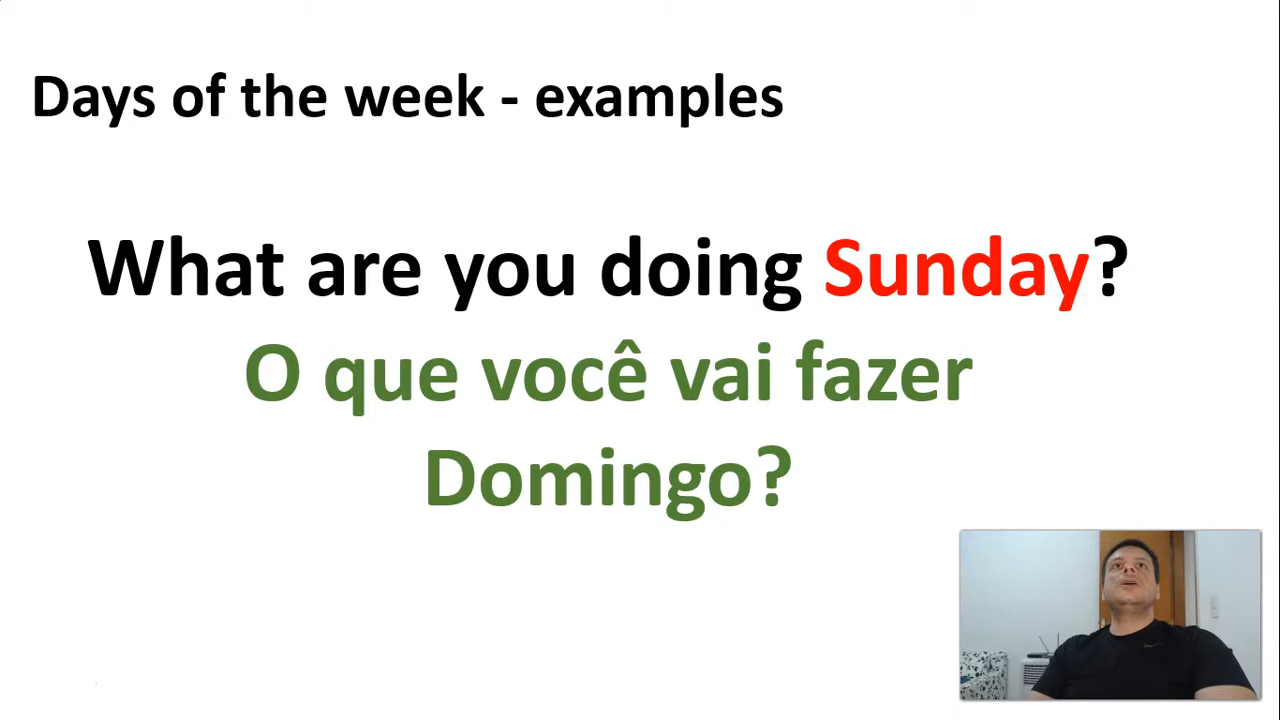 Days of the week - examples
What are you doing Sunday?
O que você vai fazer
Domingo?